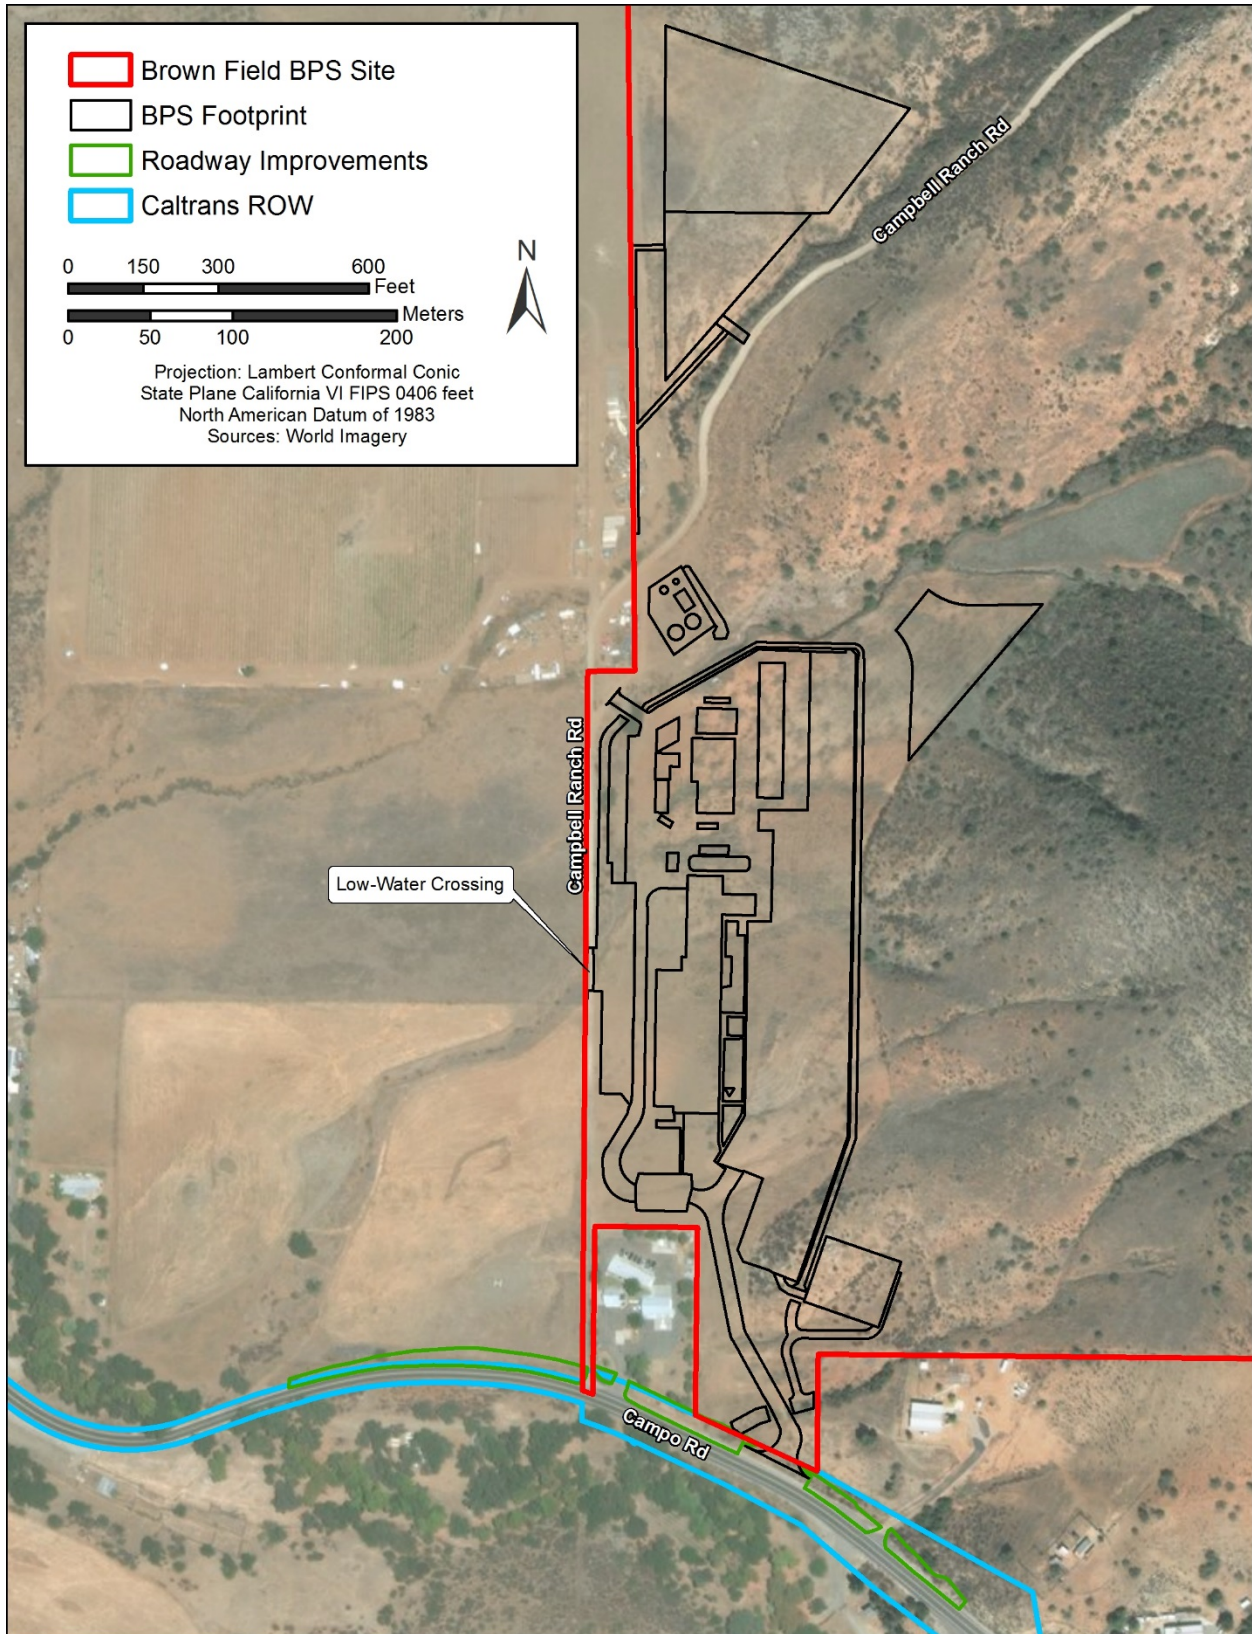 Brown Field BPS Site
BPS Footprint
Roadway Improvements
Caltrans ROW
0 150 300 600
Feet
Meters
0 50 100 200
N
Projection: Lambert Conformal Conic
State Plane California VI FIPS 0406 feet
North American Datum of 1983
Sources: World Imagery
Campbell Ranch Rd
Campbell Ranch Rd
Low-Water Crossing
Campo Rd